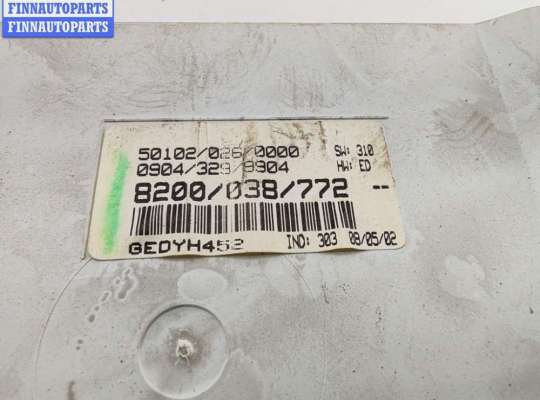 FINNAUTOPARTS
FINNAUTOPARTS
50102/026/0000 SW: 310
0904/329/9904 HW: ED
8200/038/772 --
GEDYH452 IND: 303 08/05/02